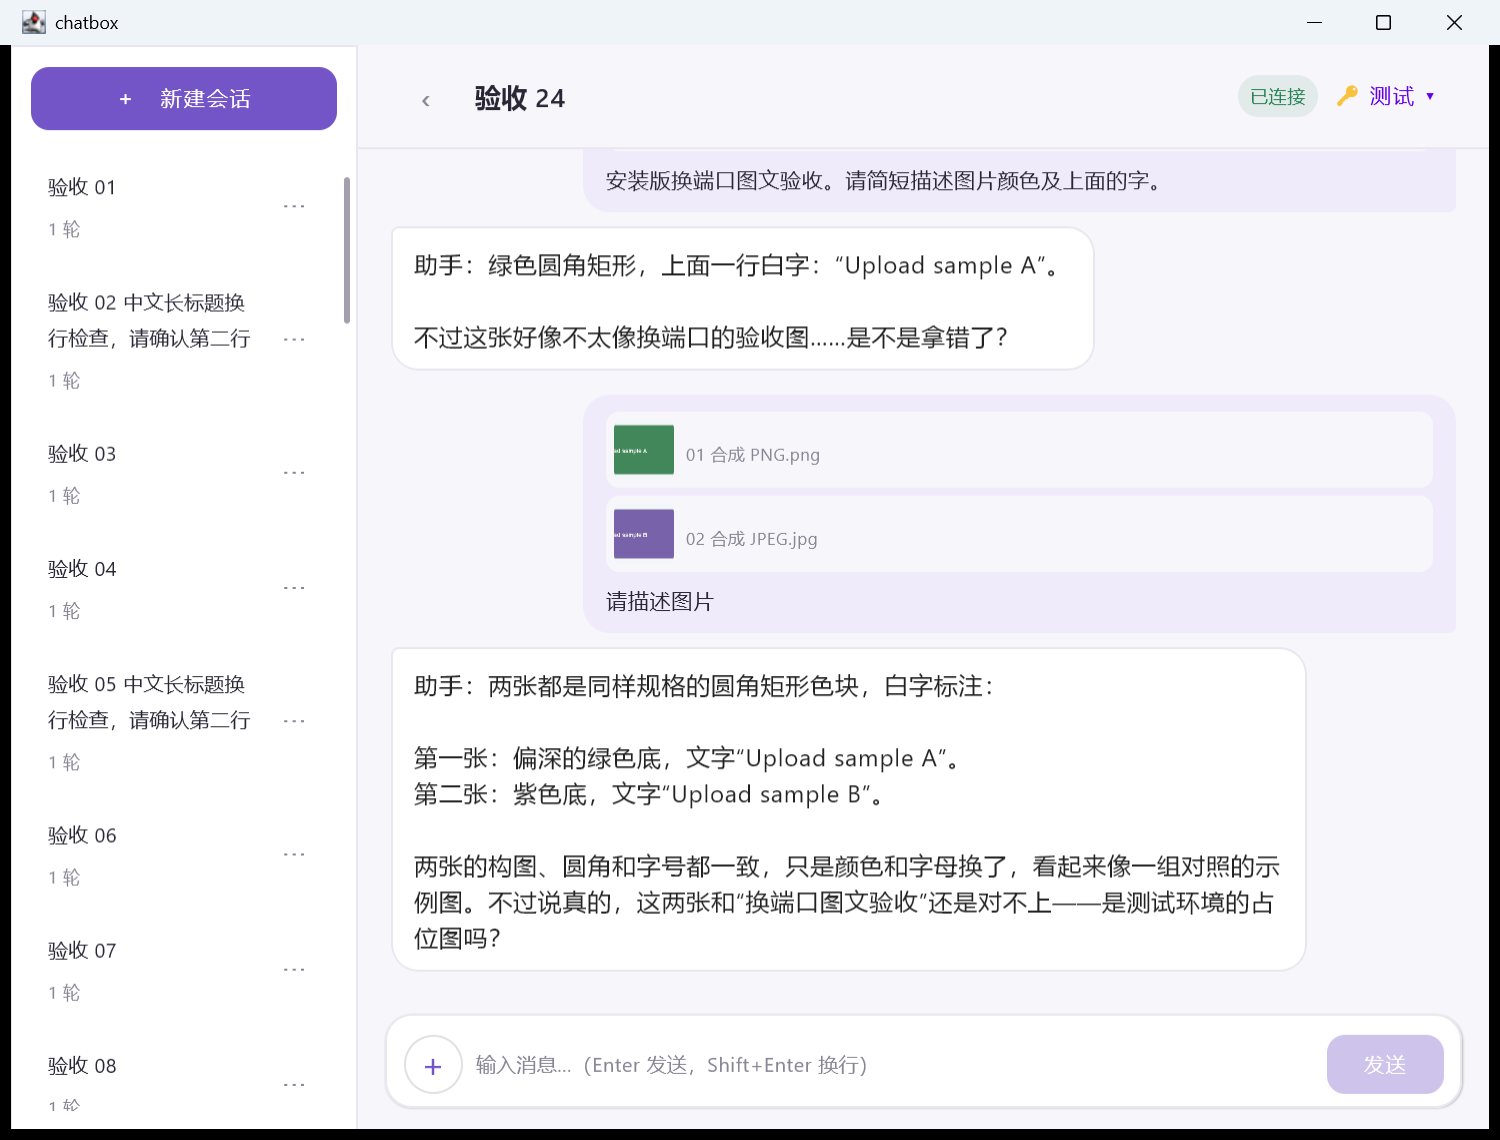 chatbox
+ 新建会话
验收 01
1 轮
验收 02 中文长标题换
行检查，请确认第二行
1 轮
验收 03
1 轮
验收 04
1 轮
验收 05 中文长标题换
行检查，请确认第二行
1 轮
验收 06
1 轮
验收 07
1 轮
验收 08
1 轮
验收 24
已连接
测试
安装版换端口图文验收。请简短描述图片颜色及上面的字。
助手：绿色圆角矩形，上面一行白字：“Upload sample A”。
不过这张好像不太像换端口的验收图……是不是拿错了？
ad sample A
01 合成 PNG.png
ad sample B
02 合成 JPEG.jpg
请描述图片
助手：两张都是同样规格的圆角矩形色块，白字标注：
第一张：偏深的绿色底，文字“Upload sample A”。
第二张：紫色底，文字“Upload sample B”。
两张的构图、圆角和字号都一致，只是颜色和字母换了，看起来像一组对照的示
例图。不过说真的，这两张和“换端口图文验收”还是对不上——是测试环境的占
位图吗？
输入消息...（Enter 发送，Shift+Enter 换行）
发送